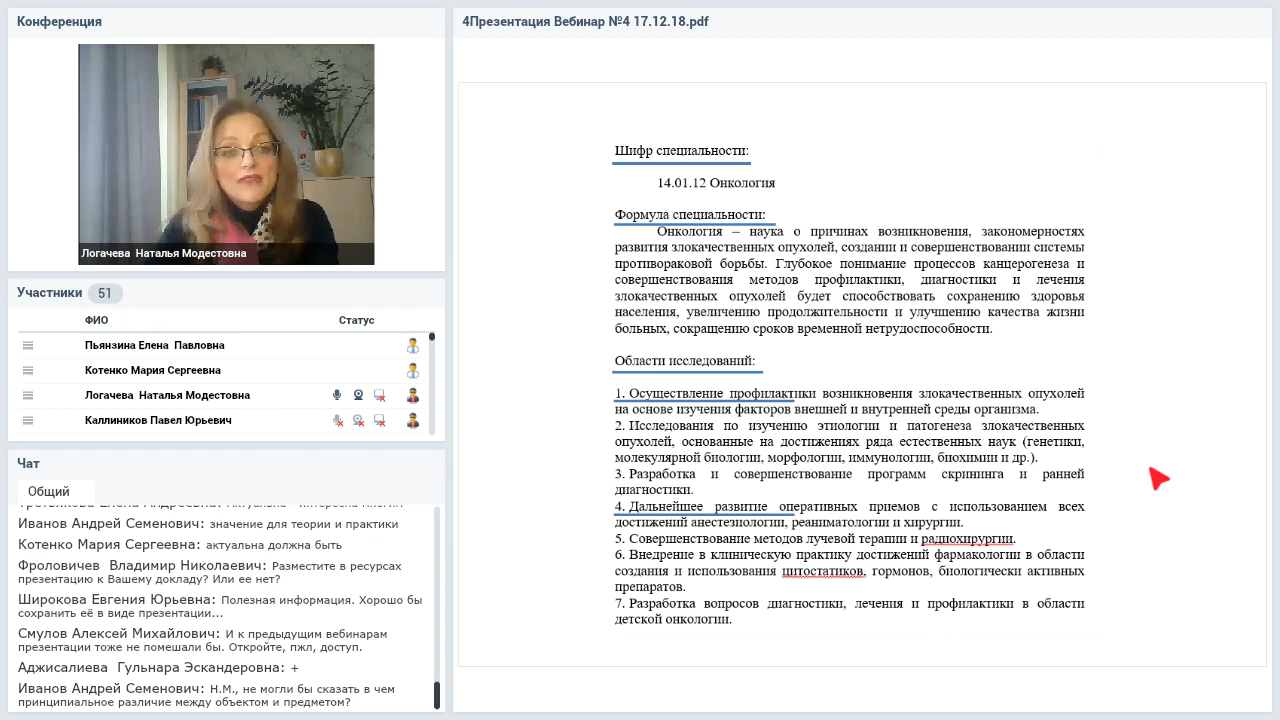 Конференция
Логачева Наталья Модестовна
Участники 51
ФИО Статус
Пьянзина Елена Павловна
Котенко Мария Сергеевна
Логачева Наталья Модестовна
Каллиников Павел Юрьевич
Чат
Общий
Иванов Андрей Семенович: значение для теории и практики
Котенко Мария Сергеевна: актуальна должна быть
Фроловичев Владимир Николаевич: Разместите в ресурсах
презентацию к Вашему докладу? Или ее нет?
Широкова Евгения Юрьевна: Полезная информация. Хорошо бы
сохранить её в виде презентации...
Смулов Алексей Михайлович: И к предыдущим вебинарам
презентации тоже не помешали бы. Откройте, пжл, доступ.
Аджисалиева Гульнара Эскандеровна: +
Иванов Андрей Семенович: Н.М., не могли бы сказать в чем
принципиальное различие между объектом и предметом?
4Презентация Вебинар №4 17.12.18.pdf
Шифр специальности:
14.01.12 Онкология
Формула специальности:
Онкология – наука о причинах возникновения, закономерностях
развития злокачественных опухолей, создании и совершенствовании системы
противораковой борьбы. Глубокое понимание процессов канцерогенеза и
совершенствования методов профилактики, диагностики и лечения
злокачественных опухолей будет способствовать сохранению здоровья
населения, увеличению продолжительности и улучшению качества жизни
больных, сокращению сроков временной нетрудоспособности.
Области исследований:
1. Осуществление профилактики возникновения злокачественных опухолей
на основе изучения факторов внешней и внутренней среды организма.
2. Исследования по изучению этиологии и патогенеза злокачественных
опухолей, основанные на достижениях ряда естественных наук (генетики,
молекулярной биологии, морфологии, иммунологии, биохимии и др.).
3. Разработка и совершенствование программ скрининга и ранней
диагностики.
4. Дальнейшее развитие оперативных приемов с использованием всех
достижений анестезиологии, реаниматологии и хирургии.
5. Совершенствование методов лучевой терапии и радиохирургии.
6. Внедрение в клиническую практику достижений фармакологии в области
создания и использования цитостатиков, гормонов, биологически активных
препаратов.
7. Разработка вопросов диагностики, лечения и профилактики в области
детской онкологии.